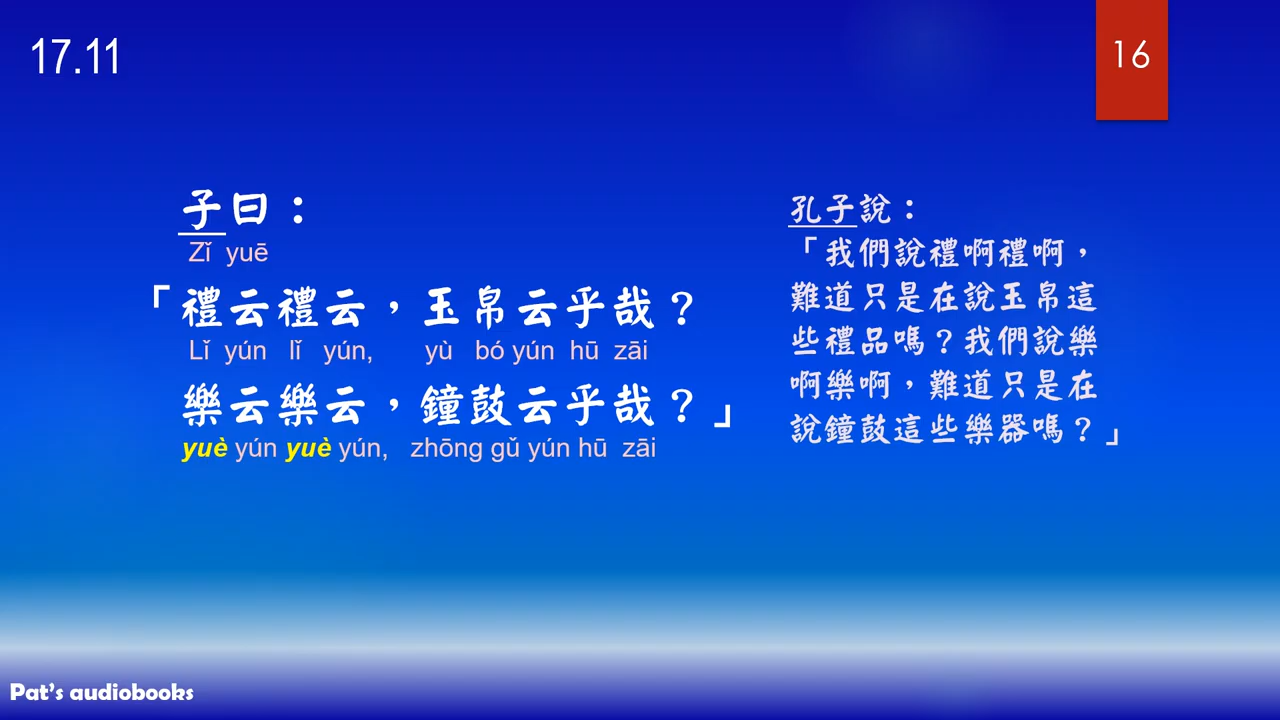 17.11
16
子曰：
Zǐ yuē
「禮云禮云，玉帛云乎哉？
Lǐ yún lǐ yún, yù bó yún hū zāi
樂云樂云，鐘鼓云乎哉？」
yuè yún yuè yún, zhōng gǔ yún hū zāi
孔子說：
「我們說禮啊禮啊，
難道只是在說玉帛這
些禮品嗎？我們說樂
啊樂啊，難道只是在
說鐘鼓這些樂器嗎？」
Pat's audiobooks